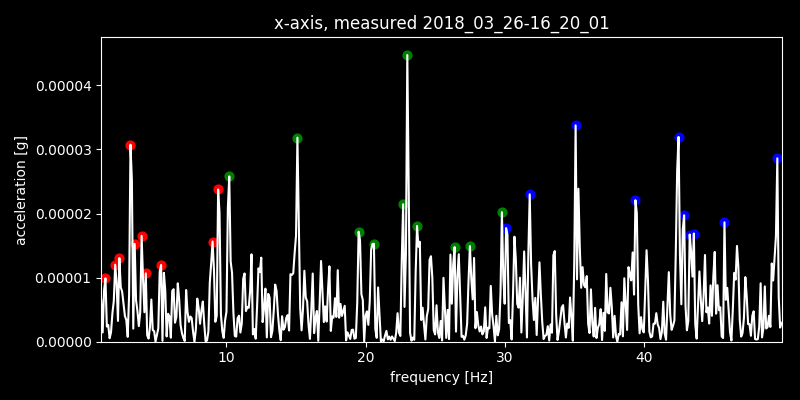 x-axis, measured 2018_03_26-16_20_01
acceleration [g]
0.00004
0.00003
0.00002
0.00001
0.00000
10 20 30 40
frequency [Hz]